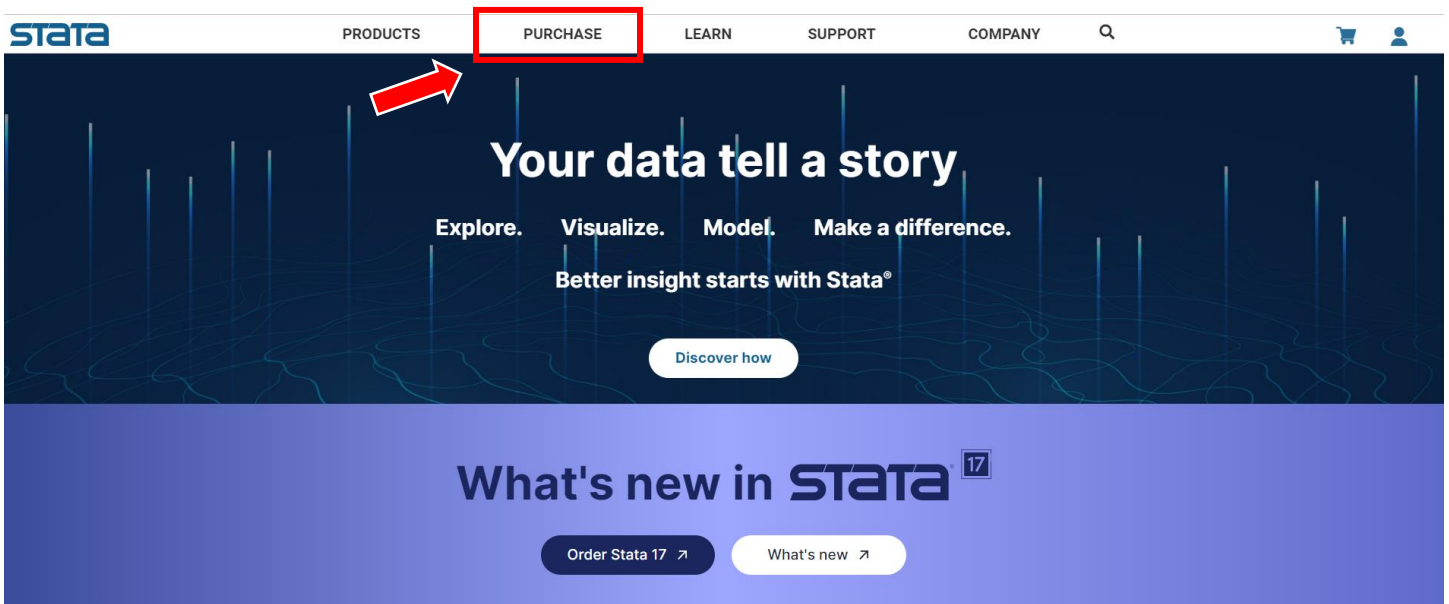 STATA PRODUCTS PURCHASE LEARN SUPPORT COMPANY
Your data tell a story
Explore. Visualize. Model. Make a difference.
Better insight starts with Stata®
Discover how
What's new in STATA® 17
Order Stata 17 What's new